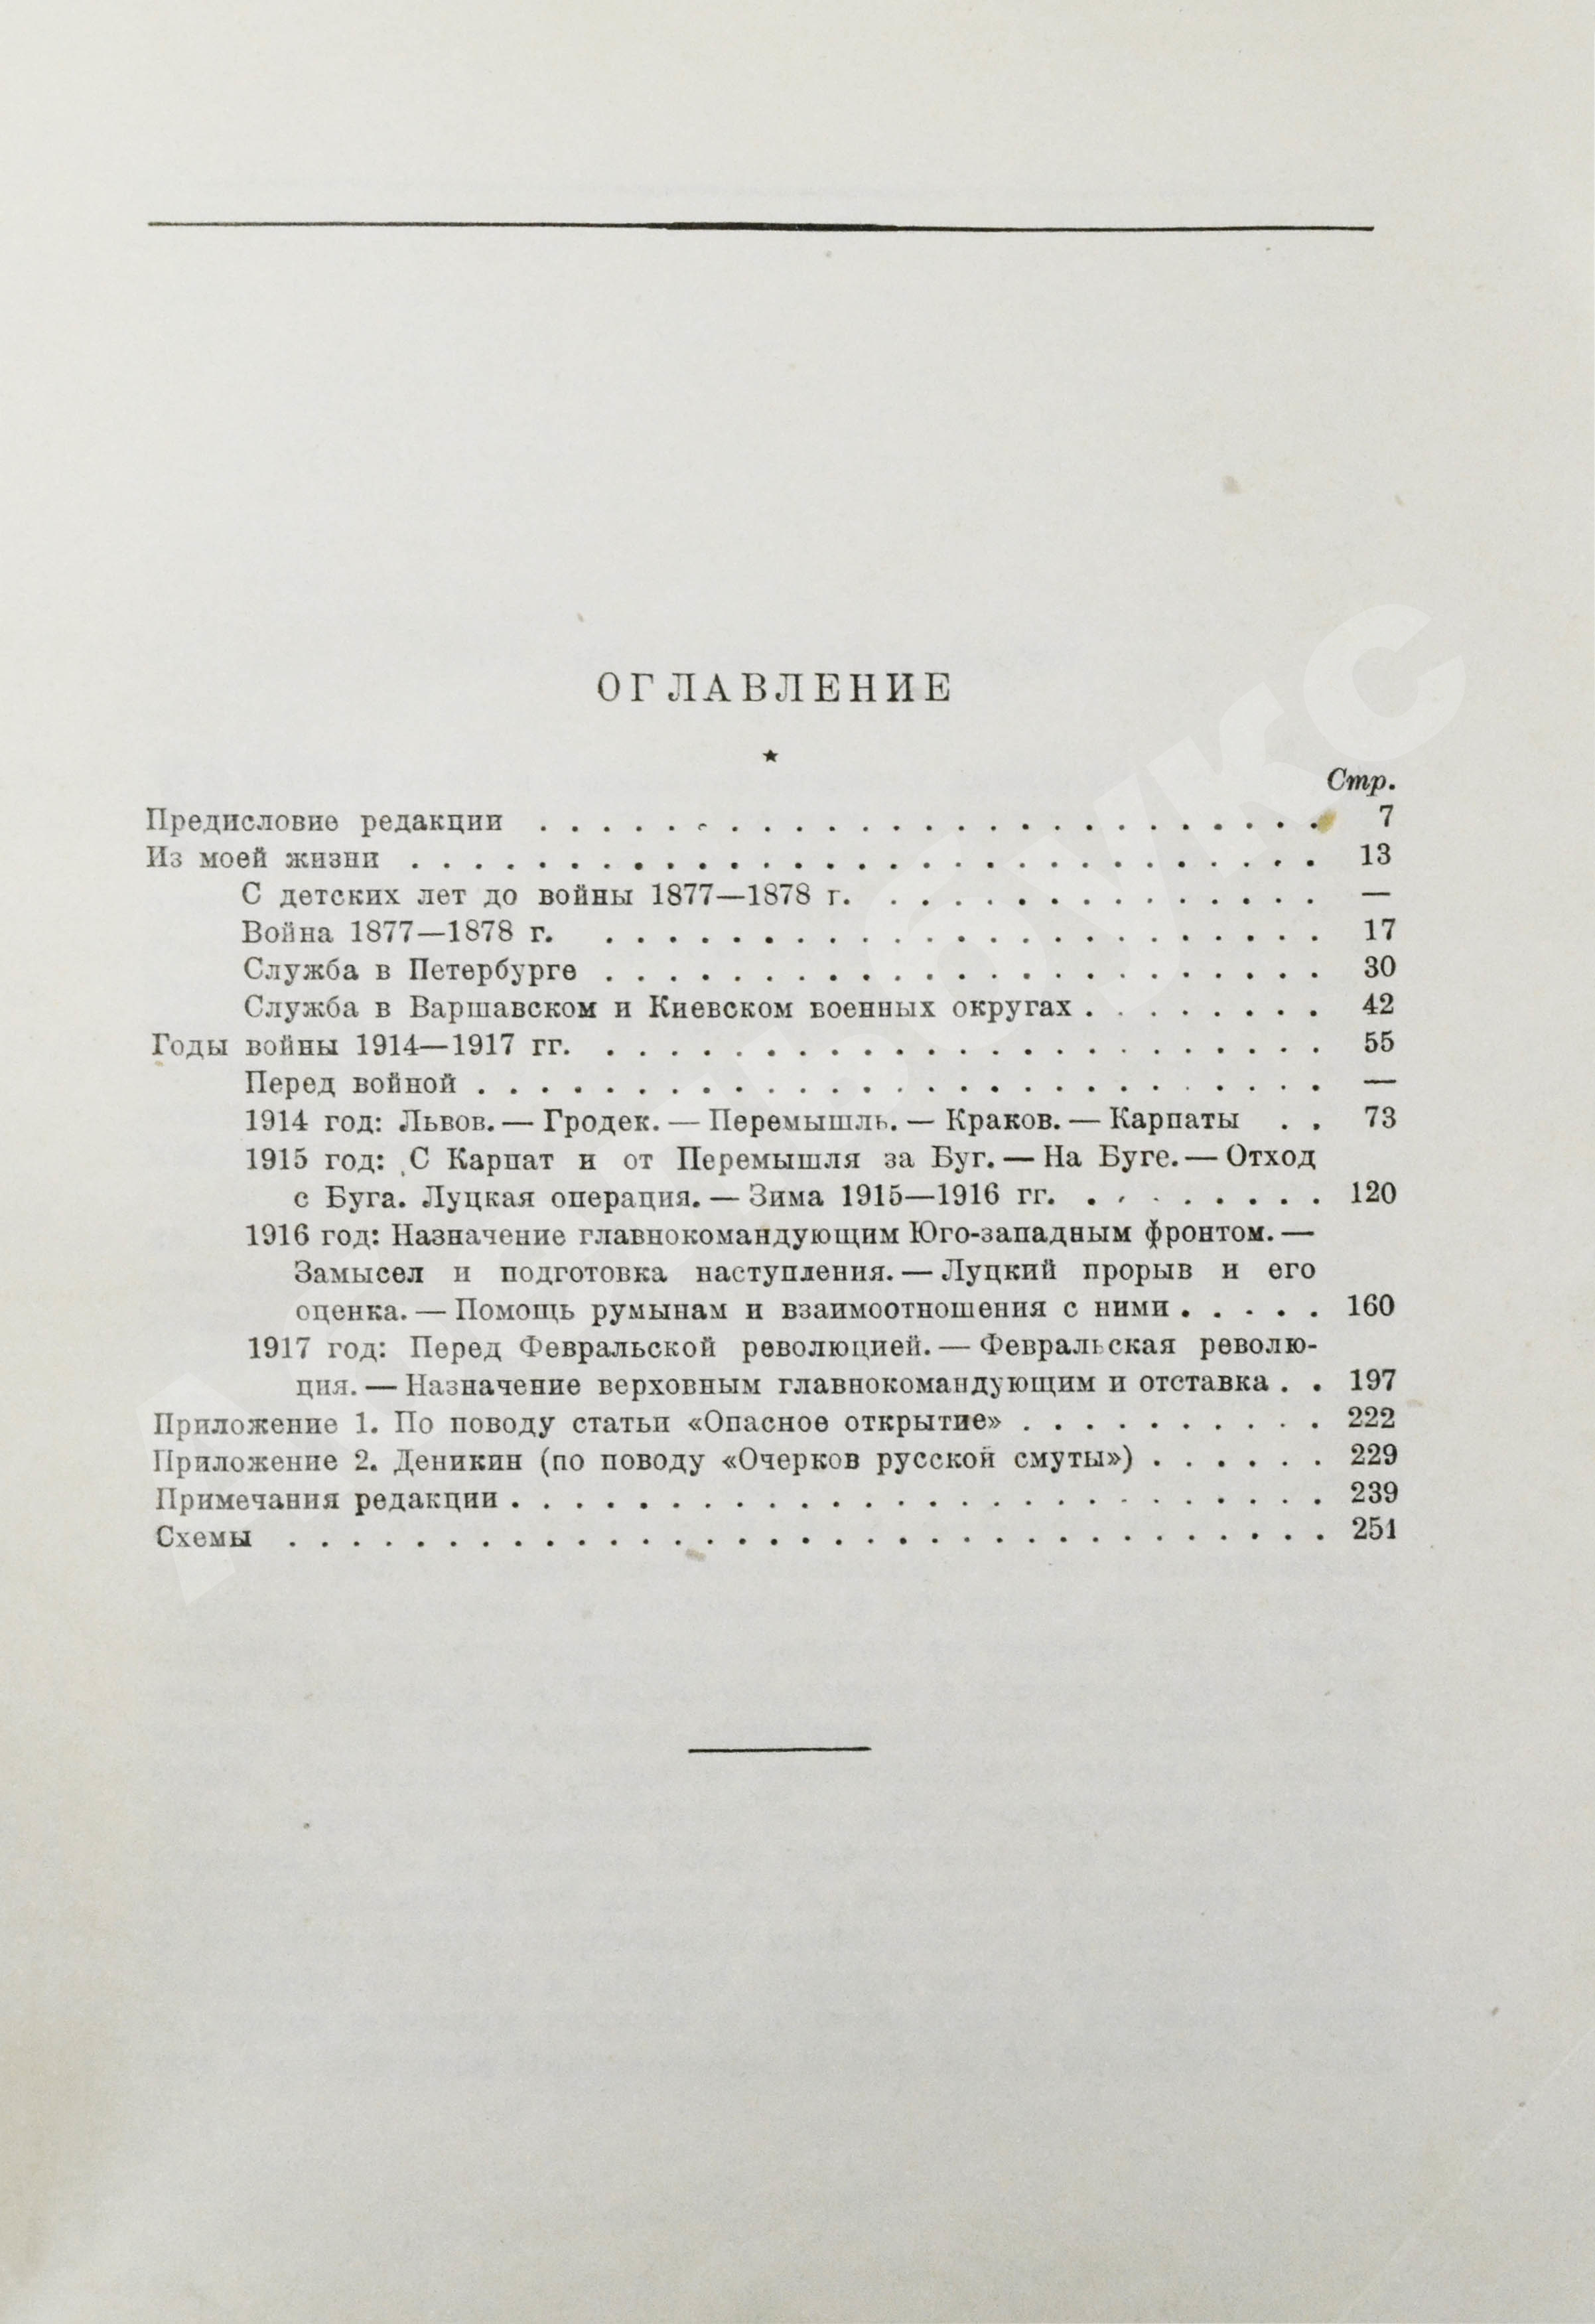 ОГЛАВЛЕНИЕ
Стр.
Предисловие редакции . . . . . . . . . . . . . . . . . . . . . . . . . 7
Из моей жизни . . . . . . . . . . . . . . . . . . . . . . . . . . . . . 13
С детских лет до войны 1877—1878 г. . . . . . . . . . . . . . . . —
Война 1877—1878 г. . . . . . . . . . . . . . . . . . . . . . . . 17
Служба в Петербурге . . . . . . . . . . . . . . . . . . . . . . . 30
Служба в Варшавском и Киевском военных округах . . . . . . . . 42
Годы войны 1914—1917 гг. . . . . . . . . . . . . . . . . . . . . . . . 55
Перед войной . . . . . . . . . . . . . . . . . . . . . . . . . . . —
1914 год: Львов. — Гродек. — Перемышль. — Краков. — Карпаты . . 73
1915 год: С Карпат и от Перемышля за Буг. — На Буге. — Отход
с Буга. Луцкая операция. — Зима 1915—1916 гг. . . . . . . . . 120
1916 год: Назначение главнокомандующим Юго-западным фронтом. —
Замысел и подготовка наступления. — Луцкий прорыв и его
оценка. — Помощь румынам и взаимоотношения с ними . . . . . 160
1917 год: Перед Февральской революцией. — Февральская револю-
ция. — Назначение верховным главнокомандующим и отставка . . 197
Приложение 1. По поводу статьи «Опасное открытие» . . . . . . . . . . 222
Приложение 2. Деникин (по поводу «Очерков русской смуты») . . . . . . 229
Примечания редакции . . . . . . . . . . . . . . . . . . . . . . . . . . 239
Схемы . . . . . . . . . . . . . . . . . . . . . . . . . . . . . . . . . 251